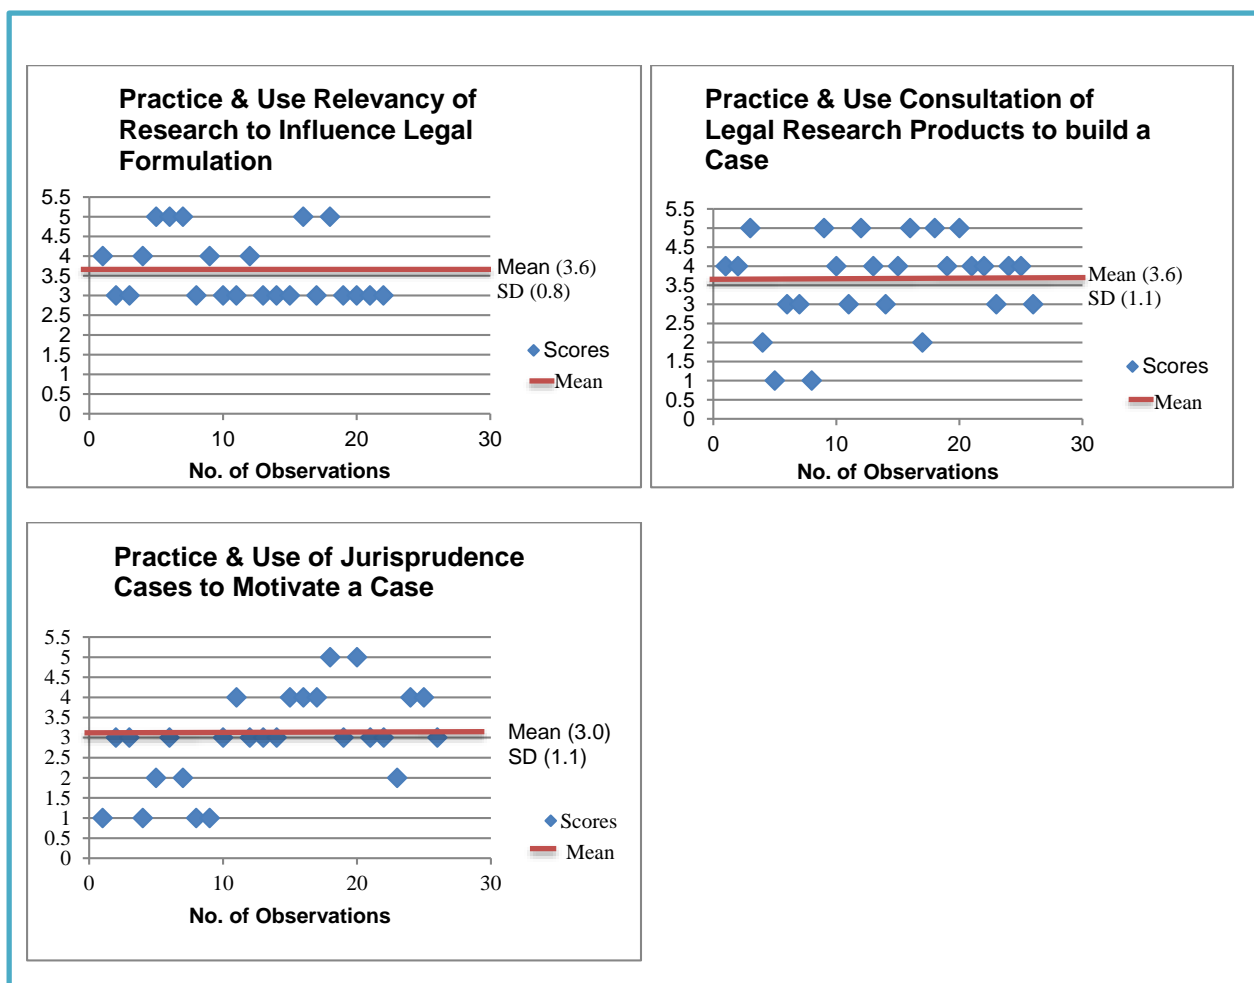 Practice & Use Relevancy of
Research to Influence Legal
Formulation
5.5
5
4.5
4
3.5
3
2.5
2
1.5
1
0.5
0
0 10 20 30
No. of Observations
Mean (3.6)
SD (0.8)
Scores
Mean
Practice & Use Consultation of
Legal Research Products to build a
Case
5.5
5
4.5
4
3.5
3
2.5
2
1.5
1
0.5
0
0 10 20 30
No. of Observations
Mean (3.6)
SD (1.1)
Scores
Mean
Practice & Use of Jurisprudence
Cases to Motivate a Case
5.5
5
4.5
4
3.5
3
2.5
2
1.5
1
0.5
0
0 10 20 30
No. of Observations
Mean (3.0)
SD (1.1)
Scores
Mean